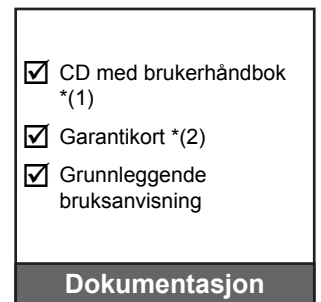 CD med brukerhåndbok
*(1)
Garantikort *(2)
Grunnleggende
bruksanvisning
Dokumentasjon